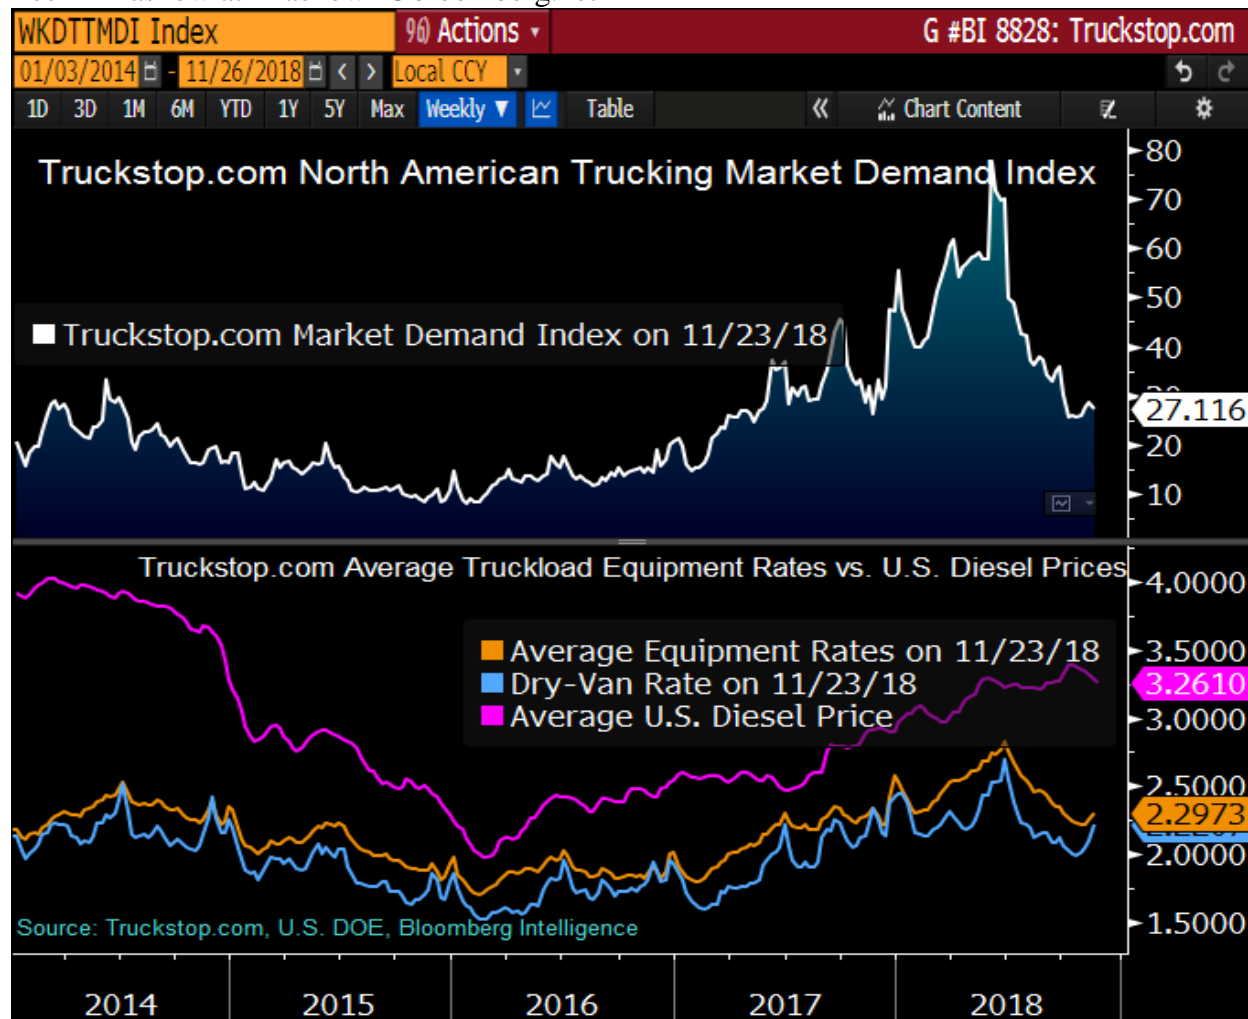 WKDTTMDI Index 96) Actions G #BI 8828: Truckstop.com
01/03/2014 - 11/26/2018 Local CCY
1D 3D 1M 6M YTD 1Y 5Y Max Weekly ▼ Table « Chart Content
Truckstop.com North American Trucking Market Demand Index
Truckstop.com Market Demand Index on 11/23/18
80
70
60
50
40
30
27.116
20
10
Truckstop.com Average Truckload Equipment Rates vs. U.S. Diesel Prices
Average Equipment Rates on 11/23/18
Dry-Van Rate on 11/23/18
Average U.S. Diesel Price
4.0000
3.5000
3.2610
3.0000
2.5000
2.2973
2.0000
1.5000
Source: Truckstop.com, U.S. DOE, Bloomberg Intelligence
2014 2015 2016 2017 2018